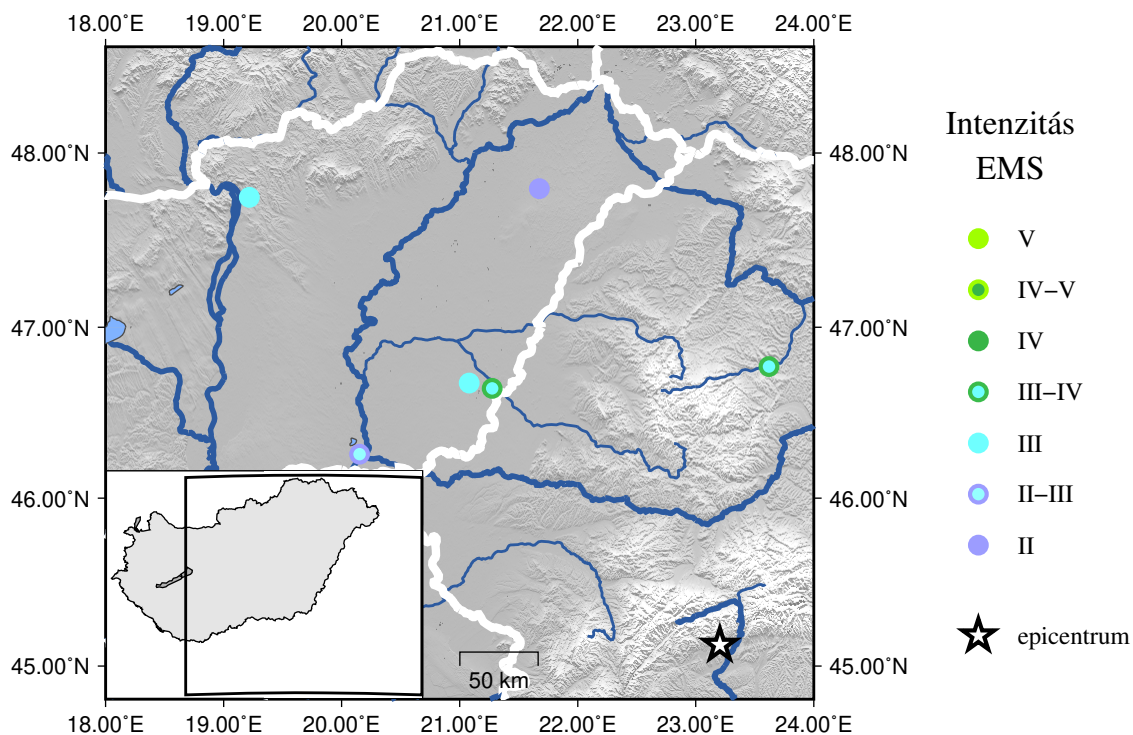 18.00°E 19.00°E 20.00°E 21.00°E 22.00°E 23.00°E 24.00°E
48.00°N 48.00°N
47.00°N 47.00°N
46.00°N 46.00°N
45.00°N 45.00°N
50 km
18.00°E 19.00°E 20.00°E 21.00°E 22.00°E 23.00°E 24.00°E
Intenzitás
EMS
V
IV–V
IV
III–IV
III
II–III
II
epicentrum